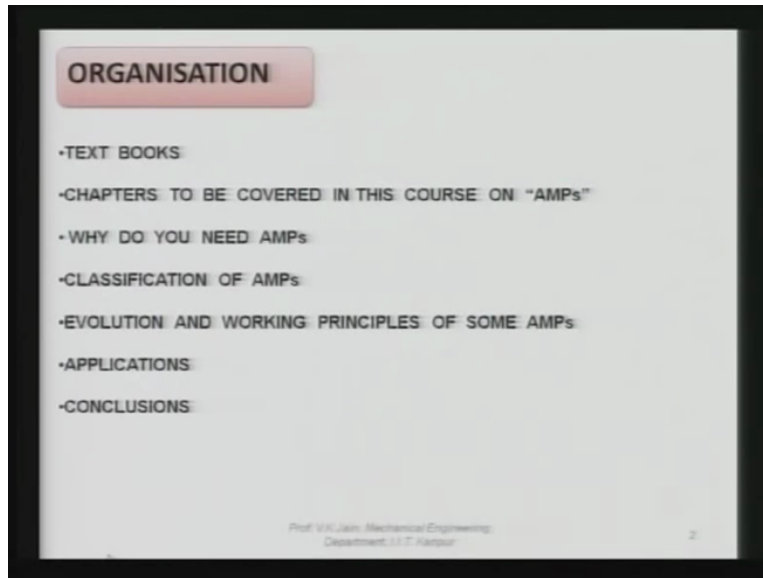 ORGANISATION
•TEXT BOOKS
•CHAPTERS TO BE COVERED IN THIS COURSE ON “AMPs”
• WHY DO YOU NEED AMPs
•CLASSIFICATION OF AMPs
•EVOLUTION AND WORKING PRINCIPLES OF SOME AMPs
•APPLICATIONS
•CONCLUSIONS
Prof. V.K.Jain, Mechanical Engineering
Department, I.I.T. Kanpur
2